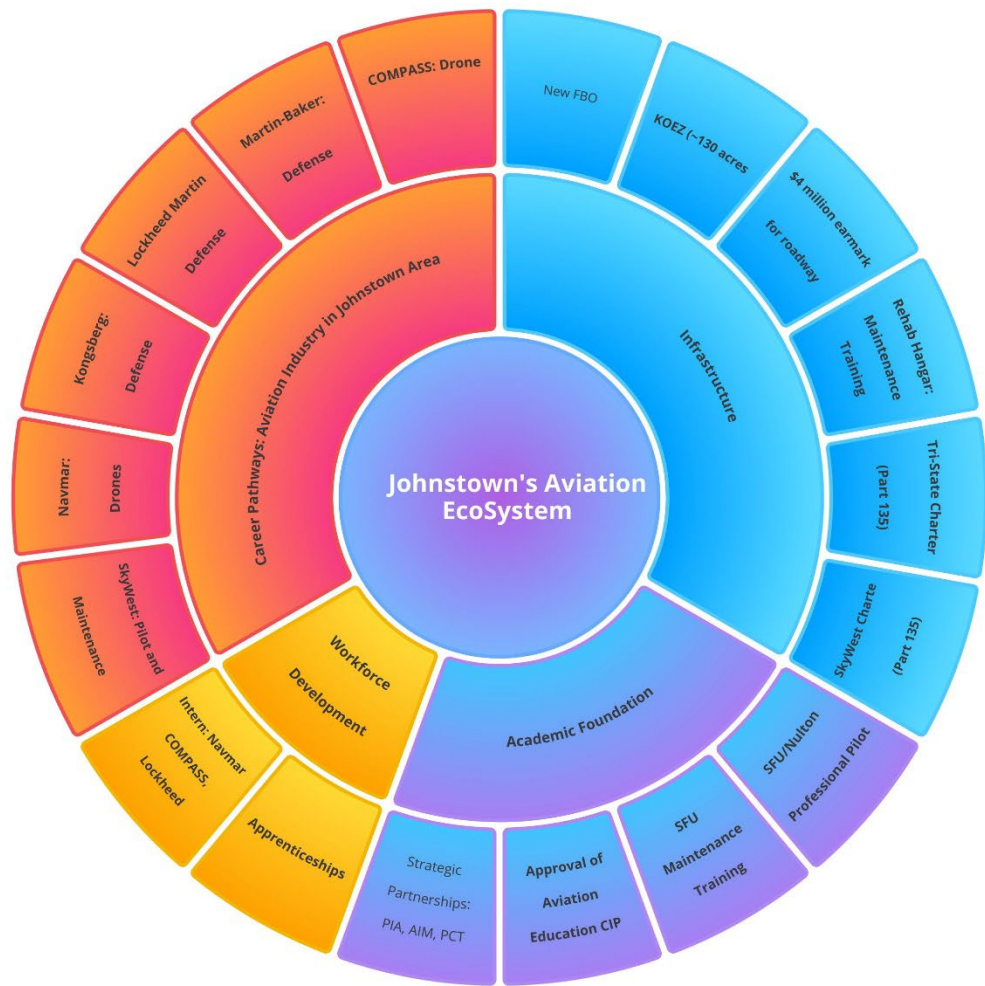 Johnstown's Aviation
EcoSystem
Infrastructure
New FBO
KOEZ (~130 acres
$4 million earmark
for roadway
Rehab Hangar:
Maintenance
Training
Tri-State Charter
(Part 135)
SkyWest Charte
(Part 135)
Academic Foundation
SFU/Nulton
Professional Pilot
SFU
Maintenance
Training
Approval of
Aviation
Education CIP
Strategic
Partnerships:
PIA, AIM, PCT
Workforce
Development
Apprenticeships
Intern: Navmar
COMPASS,
Lockheed
Career Pathways: Aviation Industry in Johnstown Area
SkyWest: Pilot and
Maintenance
Navmar:
Drones
Kongsberg:
Defense
Lockheed Martin
Defense
Martin-Baker:
Defense
COMPASS: Drone